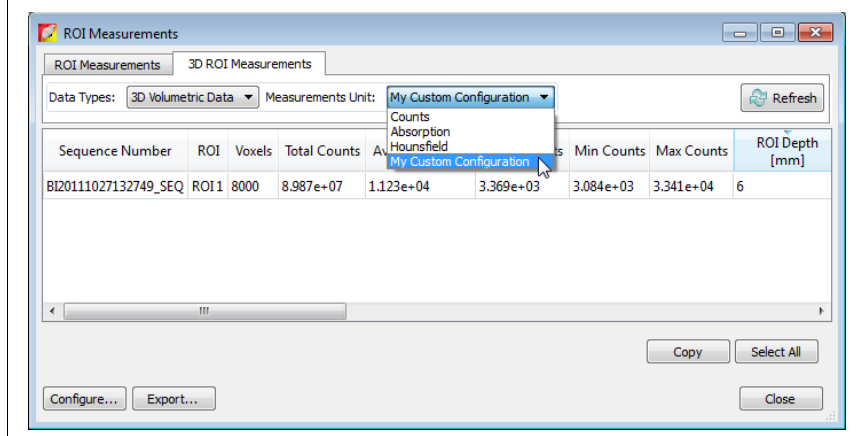 ROI Measurements
ROI Measurements 3D ROI Measurements
Data Types: 3D Volumetric Data Measurements Unit: My Custom Configuration Refresh
Counts
Absorption
Hounsfield
My Custom Configuration
Sequence Number ROI Voxels Total Counts Min Counts Max Counts ROI Depth [mm]
BI20111027132749_SEQ ROI 1 8000 8.987e+07 1.123e+04 3.369e+03 3.084e+03 3.341e+04 6
Copy Select All
Configure... Export... Close